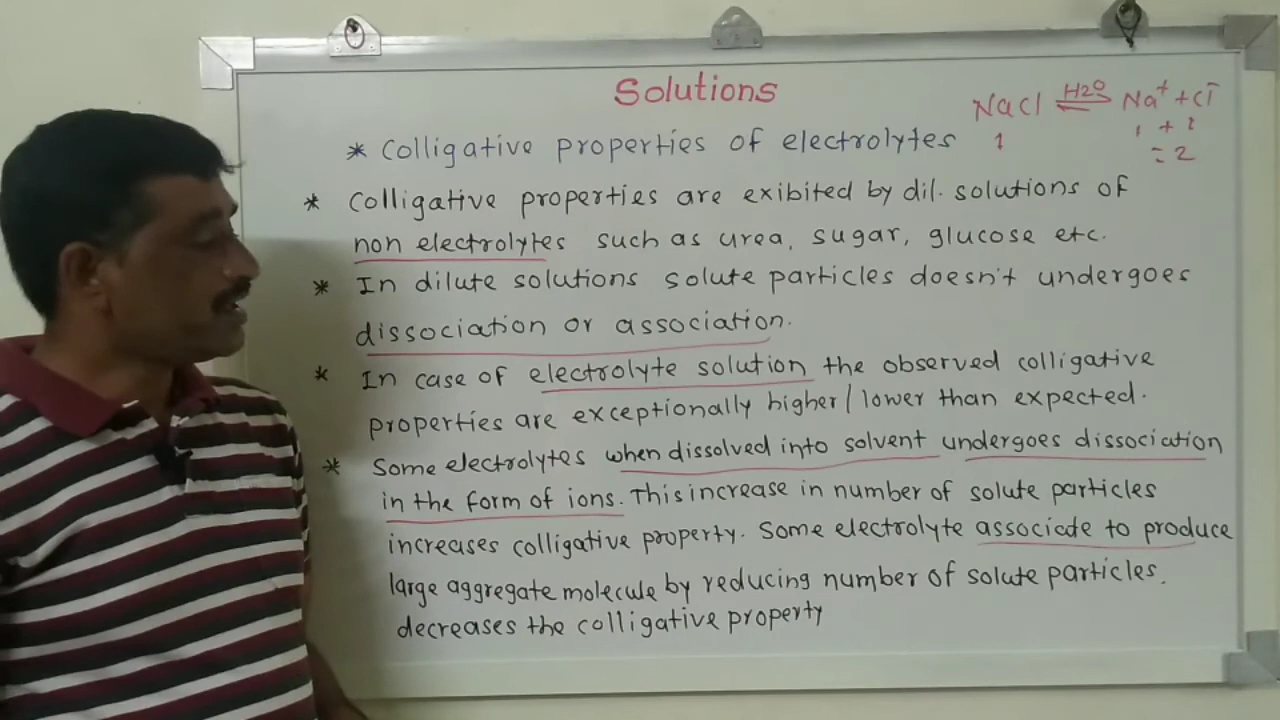 Solutions
NaCl ⇌ H2O Na⁺ + Cl⁻
1 1 + 1
= 2
* Colligative properties of electrolytes
* Colligative properties are exibited by dil. solutions of
non electrolytes such as urea, sugar, glucose etc.
* In dilute solutions solute particles doesn't undergoes
dissociation or association.
* In case of electrolyte solution the observed colligative
properties are exceptionally higher/lower than expected.
* Some electrolytes when dissolved into solvent undergoes dissociation
in the form of ions. This increase in number of solute particles
increases colligative property. Some electrolyte associate to produce
large aggregate molecule by reducing number of solute particles.
decreases the colligative property